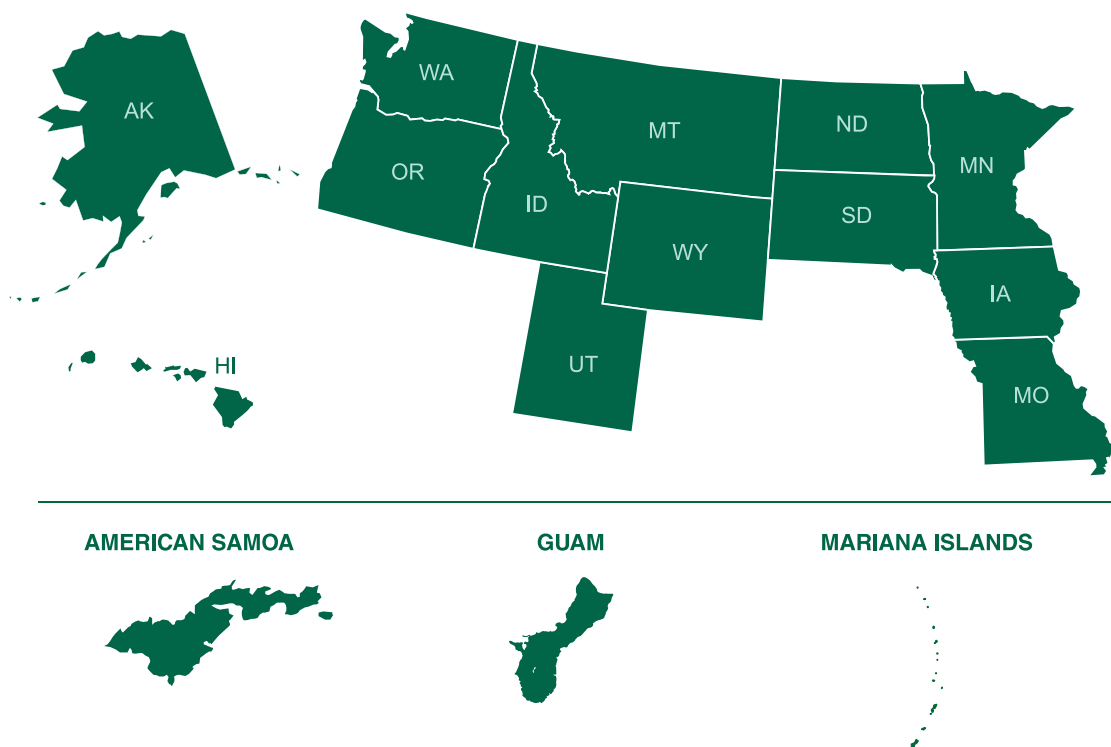 WA
AK
MT
ND
MN
OR
ID
SD
WY
IA
UT
HI
MO
AMERICAN SAMOA
GUAM
MARIANA ISLANDS